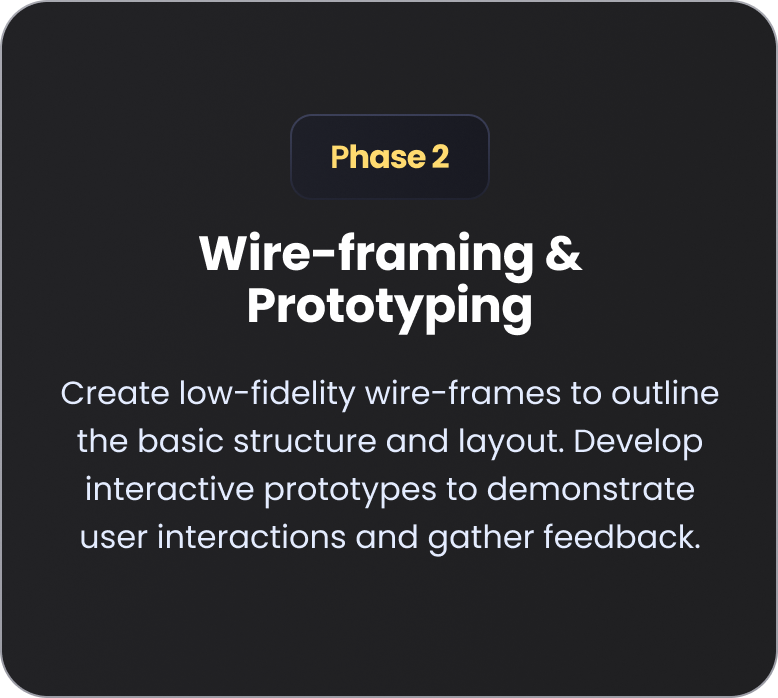 Phase 2
Wire-framing &
Prototyping
Create low-fidelity wire-frames to outline
the basic structure and layout. Develop
interactive prototypes to demonstrate
user interactions and gather feedback.